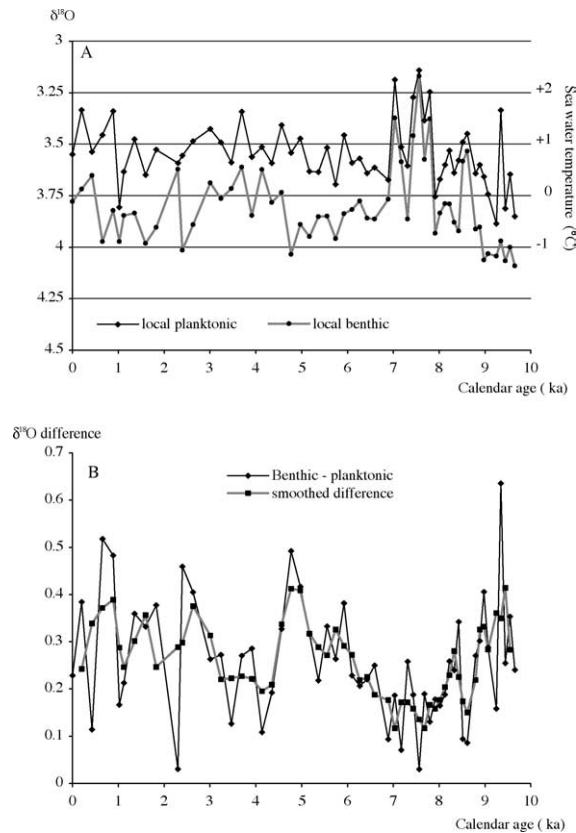 δ¹⁸O
A
3
3.25
3.5
3.75
4
4.25
4.5
+2
+1
0
−1
Sea water temperature (°C)
local planktonic
local benthic
0 1 2 3 4 5 6 7 8 9 10
Calendar age ( ka)
δ¹⁸O difference
B
0.7
0.6
0.5
0.4
0.3
0.2
0.1
0
Benthic - planktonic
smoothed difference
0 1 2 3 4 5 6 7 8 9 10
Calendar age ( ka)